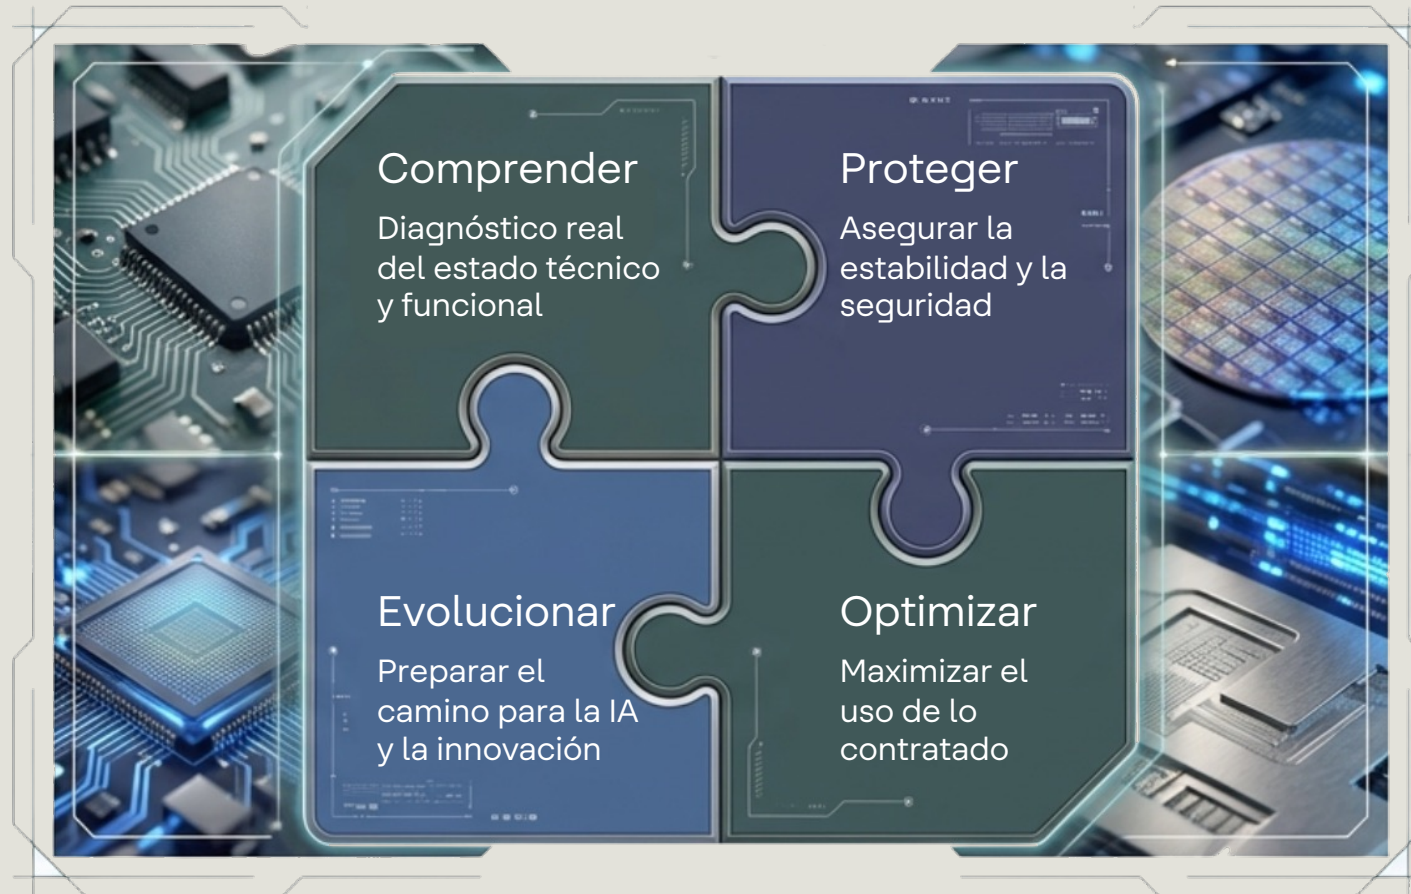 Comprender
Diagnóstico real
del estado técnico
y funcional
Proteger
Asegurar la
estabilidad y la
seguridad
Evolucionar
Preparar el
camino para la IA
y la innovación
Optimizar
Maximizar el
uso de lo
contratado